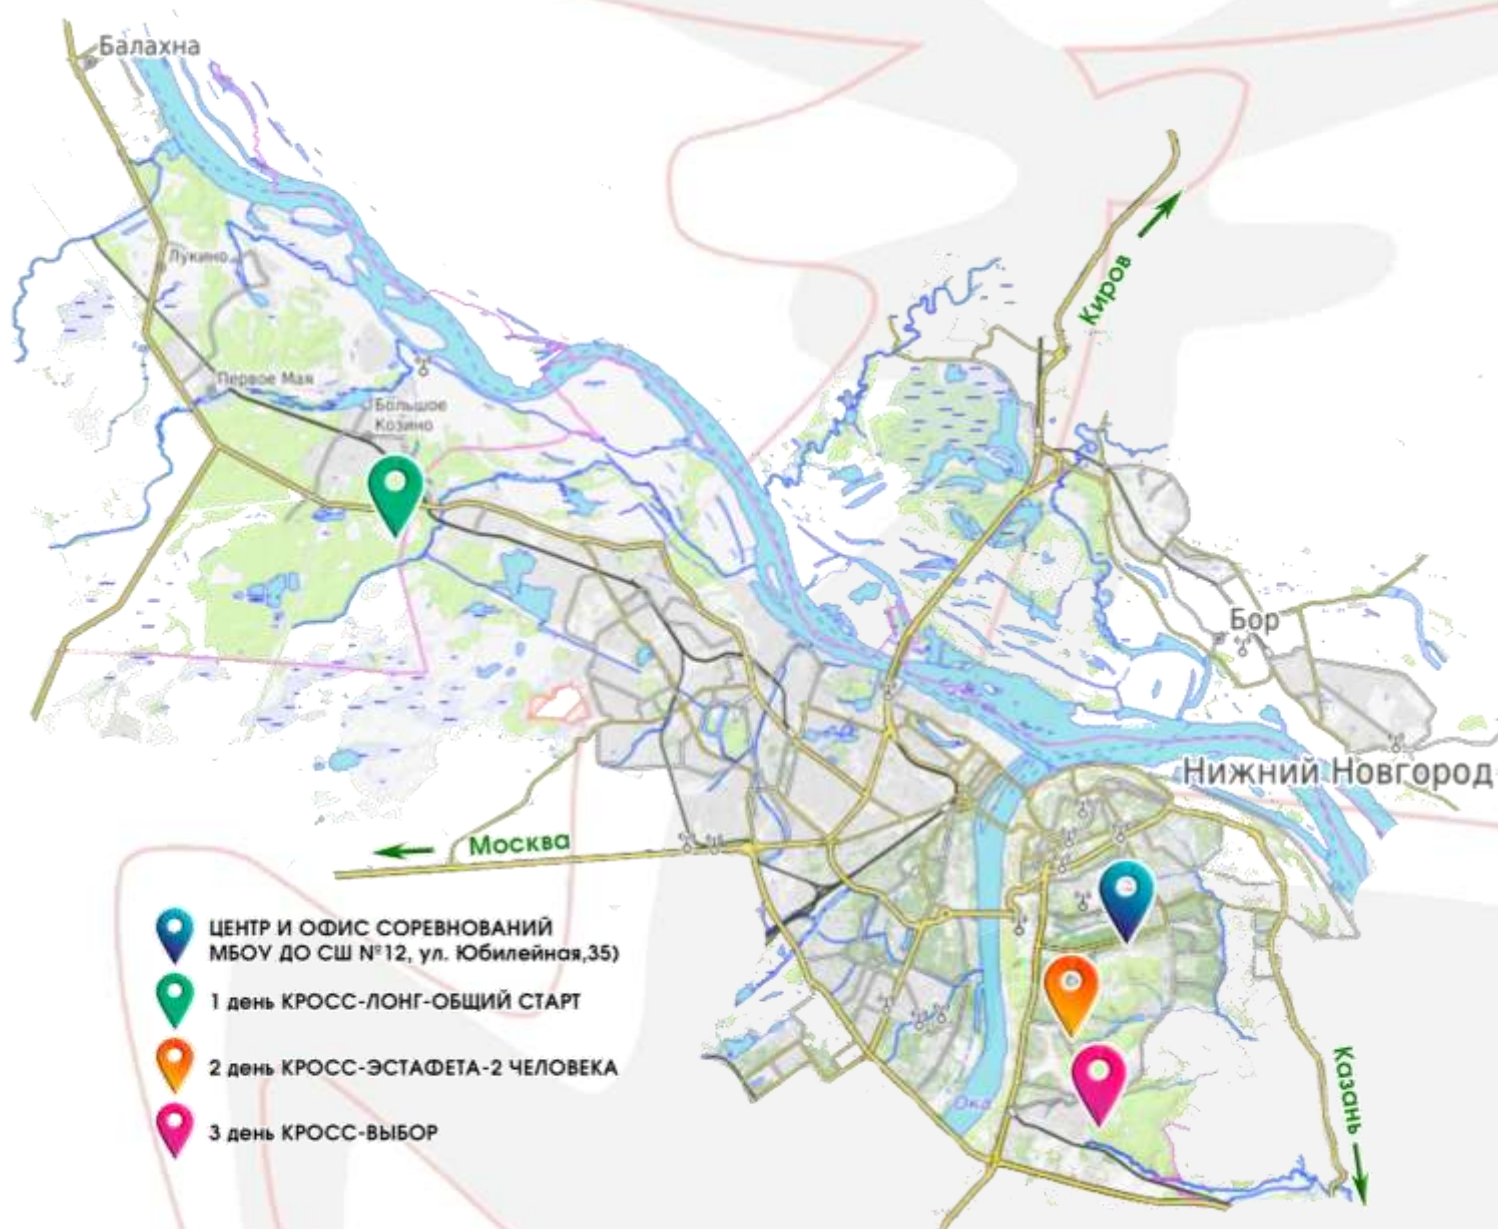 Балахна
Лукино
Киров
Первое Мая
Большое
Козино
Бор
Нижний Новгород
Москва
ЦЕНТР И ОФИС СОРЕВНОВАНИЙ
МБОУ ДО СШ №12, ул. Юбилейная,35)
1 день КРОСС-ЛОНГ-ОБЩИЙ СТАРТ
2 день КРОСС-ЭСТАФЕТА-2 ЧЕЛОВЕКА
3 день КРОСС-ВЫБОР
Казань
Ока